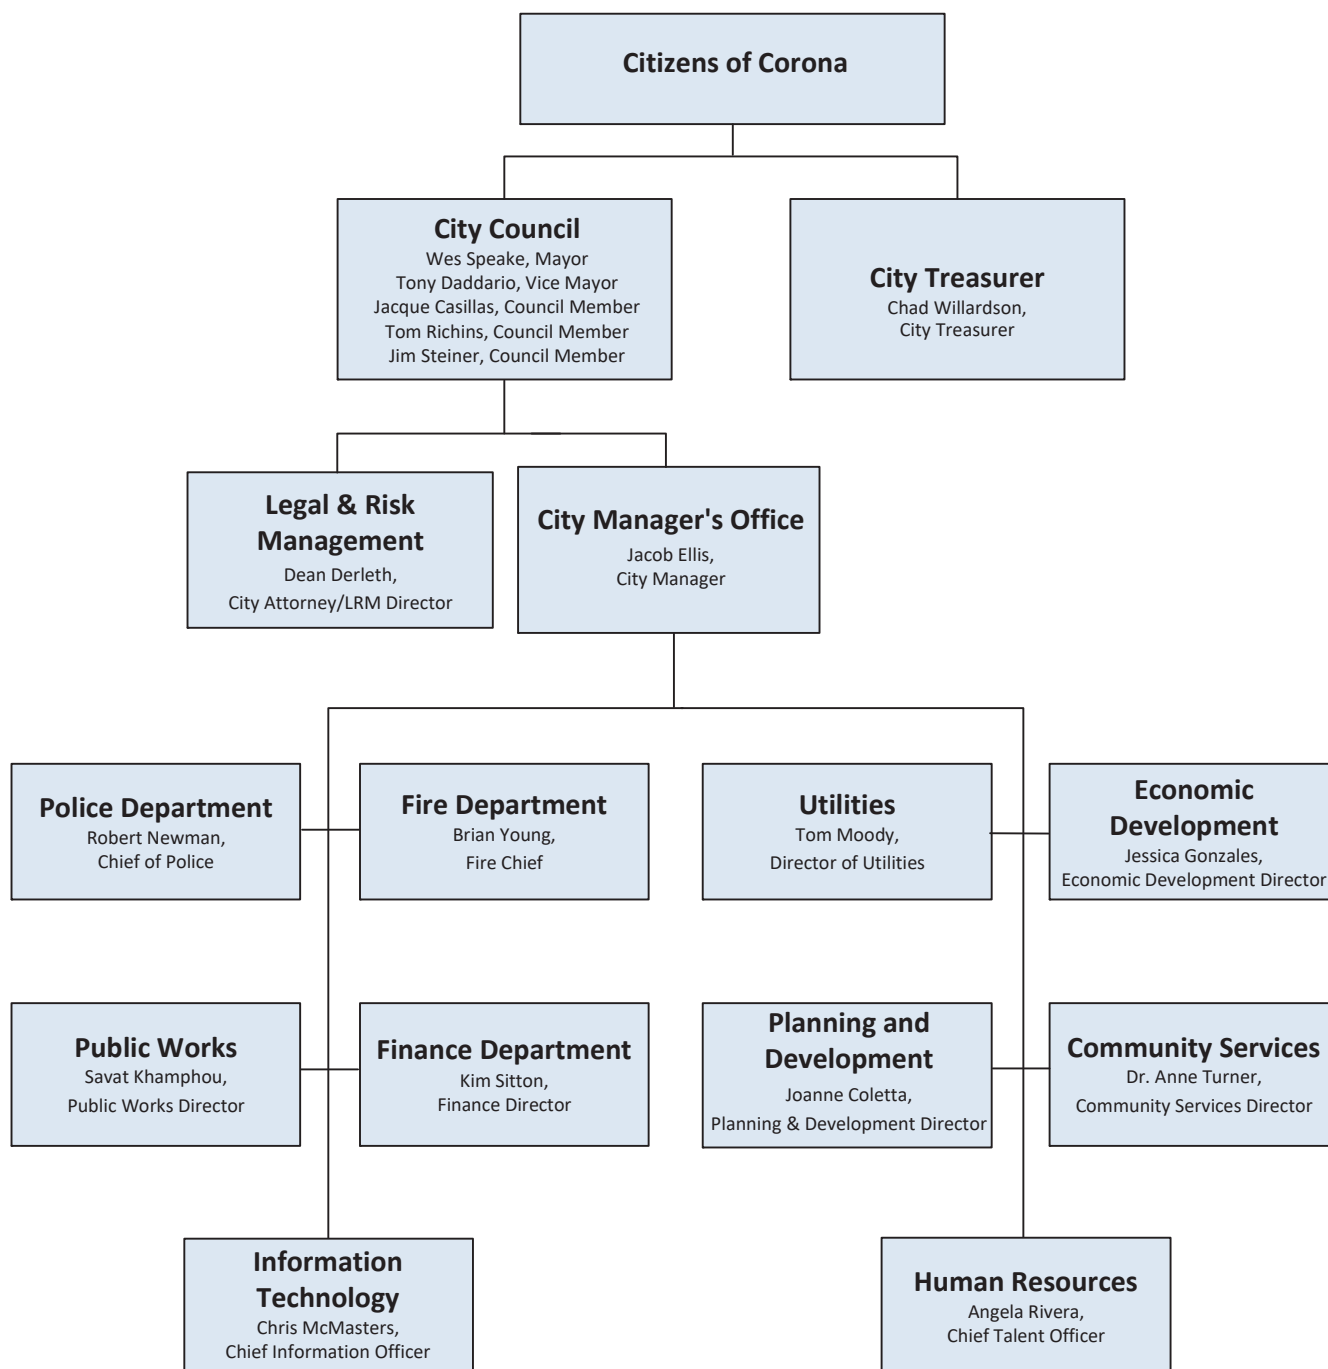 Citizens of Corona
City Council
Wes Speake, Mayor
Tony Daddario, Vice Mayor
Jacque Casillas, Council Member
Tom Richins, Council Member
Jim Steiner, Council Member
City Treasurer
Chad Willardson,
City Treasurer
Legal & Risk
Management
Dean Derleth,
City Attorney/LRM Director
City Manager's Office
Jacob Ellis,
City Manager
Police Department
Robert Newman,
Chief of Police
Fire Department
Brian Young,
Fire Chief
Utilities
Tom Moody,
Director of Utilities
Economic
Development
Jessica Gonzales,
Economic Development Director
Public Works
Savat Khamphou,
Public Works Director
Finance Department
Kim Sitton,
Finance Director
Planning and
Development
Joanne Coletta,
Planning & Development Director
Community Services
Dr. Anne Turner,
Community Services Director
Information
Technology
Chris McMasters,
Chief Information Officer
Human Resources
Angela Rivera,
Chief Talent Officer